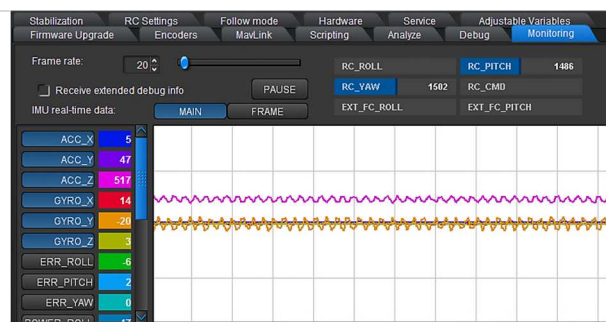 Stabilization RC Settings Follow mode Hardware Service Adjustable Variables
Firmware Upgrade Encoders MavLink Scripting Analyze Debug Monitoring
Frame rate: 20
RC_ROLL RC_PITCH 1486
Receive extended debug info PAUSE
RC_YAW 1502 RC_CMD
IMU real-time data: MAIN FRAME
EXT_FC_ROLL EXT_FC_PITCH
ACC_X 5
ACC_Y 47
ACC_Z 517
GYRO_X 14
GYRO_Y -20
GYRO_Z 3
ERR_ROLL -6
ERR_PITCH 2
ERR_YAW 0
POWER_ROLL 17